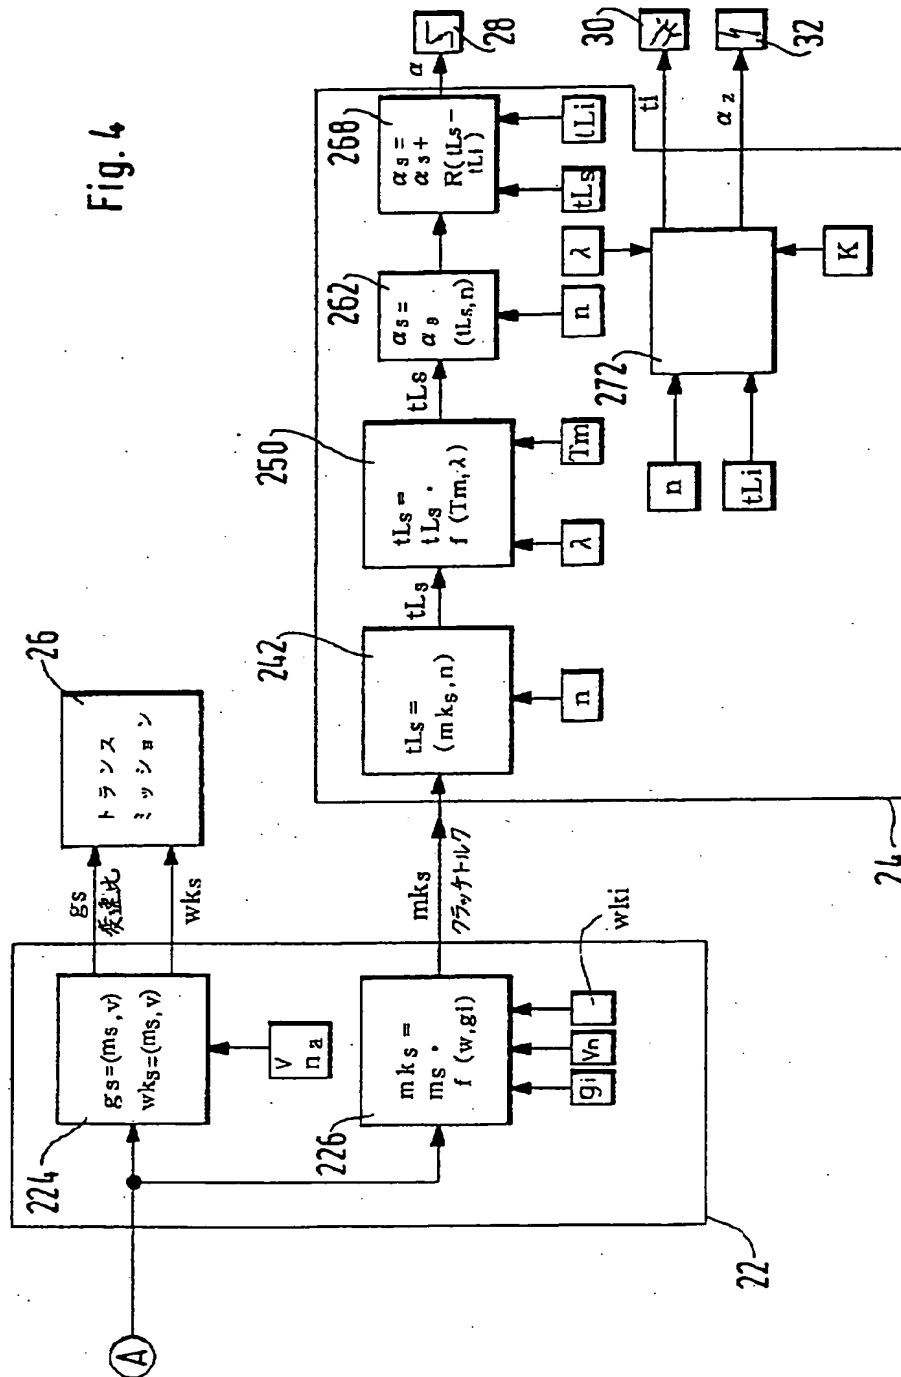 Fig. 4
A
22
224
gs=(ms, v)
wks=(ms, v)
V
na
gs
変速比
wks
26
トランス
ミッション
226
mks =
ms ·
f (w, gi)
gi
Vn
wki
mks
クラッチトルク
24
242
tLs =
(mks, n)
n
tLs
250
tLs =
tLs ·
f (Tm, λ)
λ
Tm
tLs
262
αs =
αs
(tLs, n)
n
268
αs =
αs +
R(tLs -
tLi)
tLs
tLi
α
28
272
n
tLi
λ
K
ti
30
αz
32